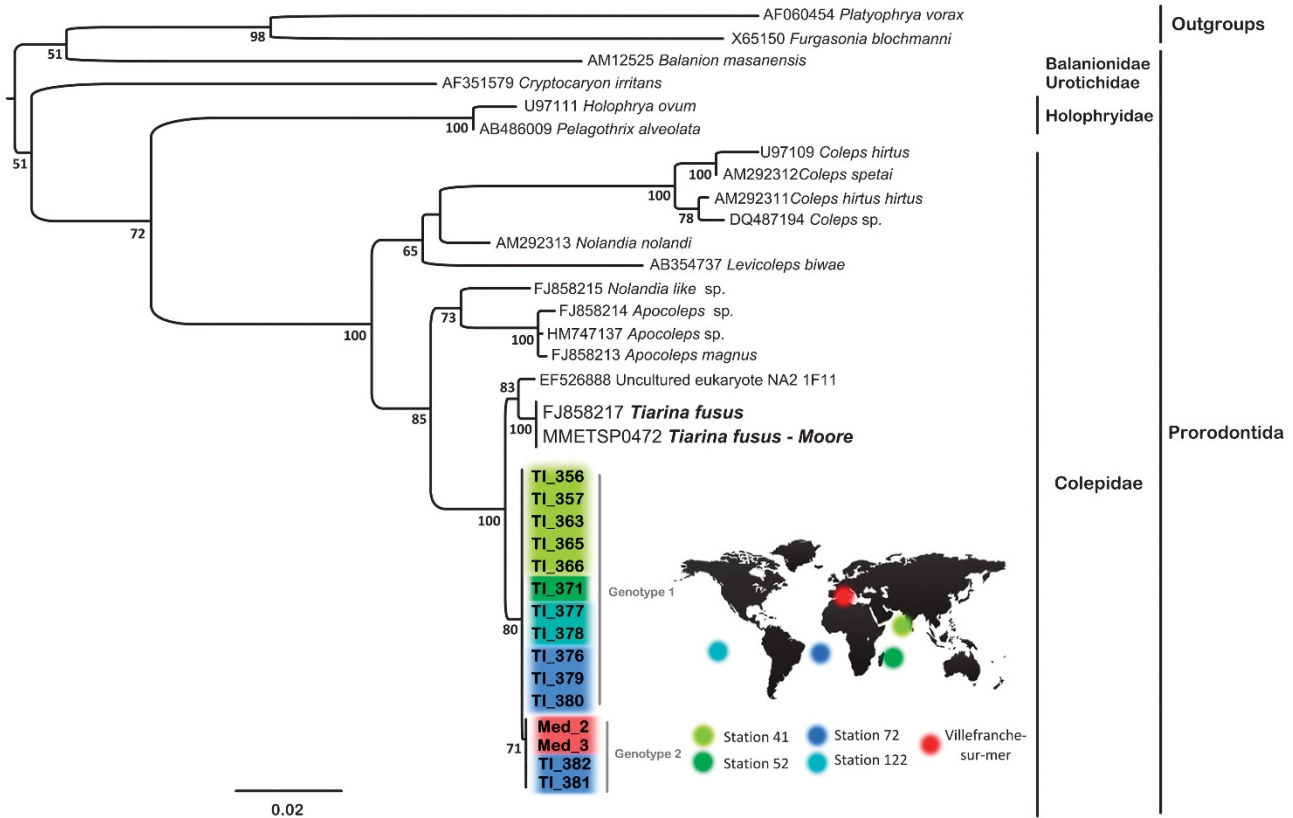 AF060454 Platyophrya vorax
98
X65150 Furgasonia blochmanni
Outgroups
51
AM12525 Balanion masanensis
Balanionidae
AF351579 Cryptocaryon irritans
Urotichidae
U97111 Holophrya ovum
Holophryidae
100
AB486009 Pelagothrix alveolata
51
U97109 Coleps hirtus
100
AM292312Coleps spetai
100
AM292311Coleps hirtus hirtus
78
DQ487194 Coleps sp.
72
AM292313 Nolandia nolandi
65
AB354737 Levicoleps biwae
FJ858215 Nolandia like sp.
73
FJ858214 Apocoleps sp.
100
HM747137 Apocoleps sp.
100
FJ858213 Apocoleps magnus
83
EF526888 Uncultured eukaryote NA2 1F11
85
FJ858217 Tiarina fusus
100
MMETSP0472 Tiarina fusus - Moore
Prorodontida
Colepidae
100
TI_356
TI_357
TI_363
TI_365
TI_366
TI_371
Genotype 1
TI_377
80
TI_378
TI_376
TI_379
TI_380
Med_2
71
Med_3
Genotype 2
TI_382
TI_381
Station 41
Station 72
Villefranche-
sur-mer
Station 52
Station 122
0.02